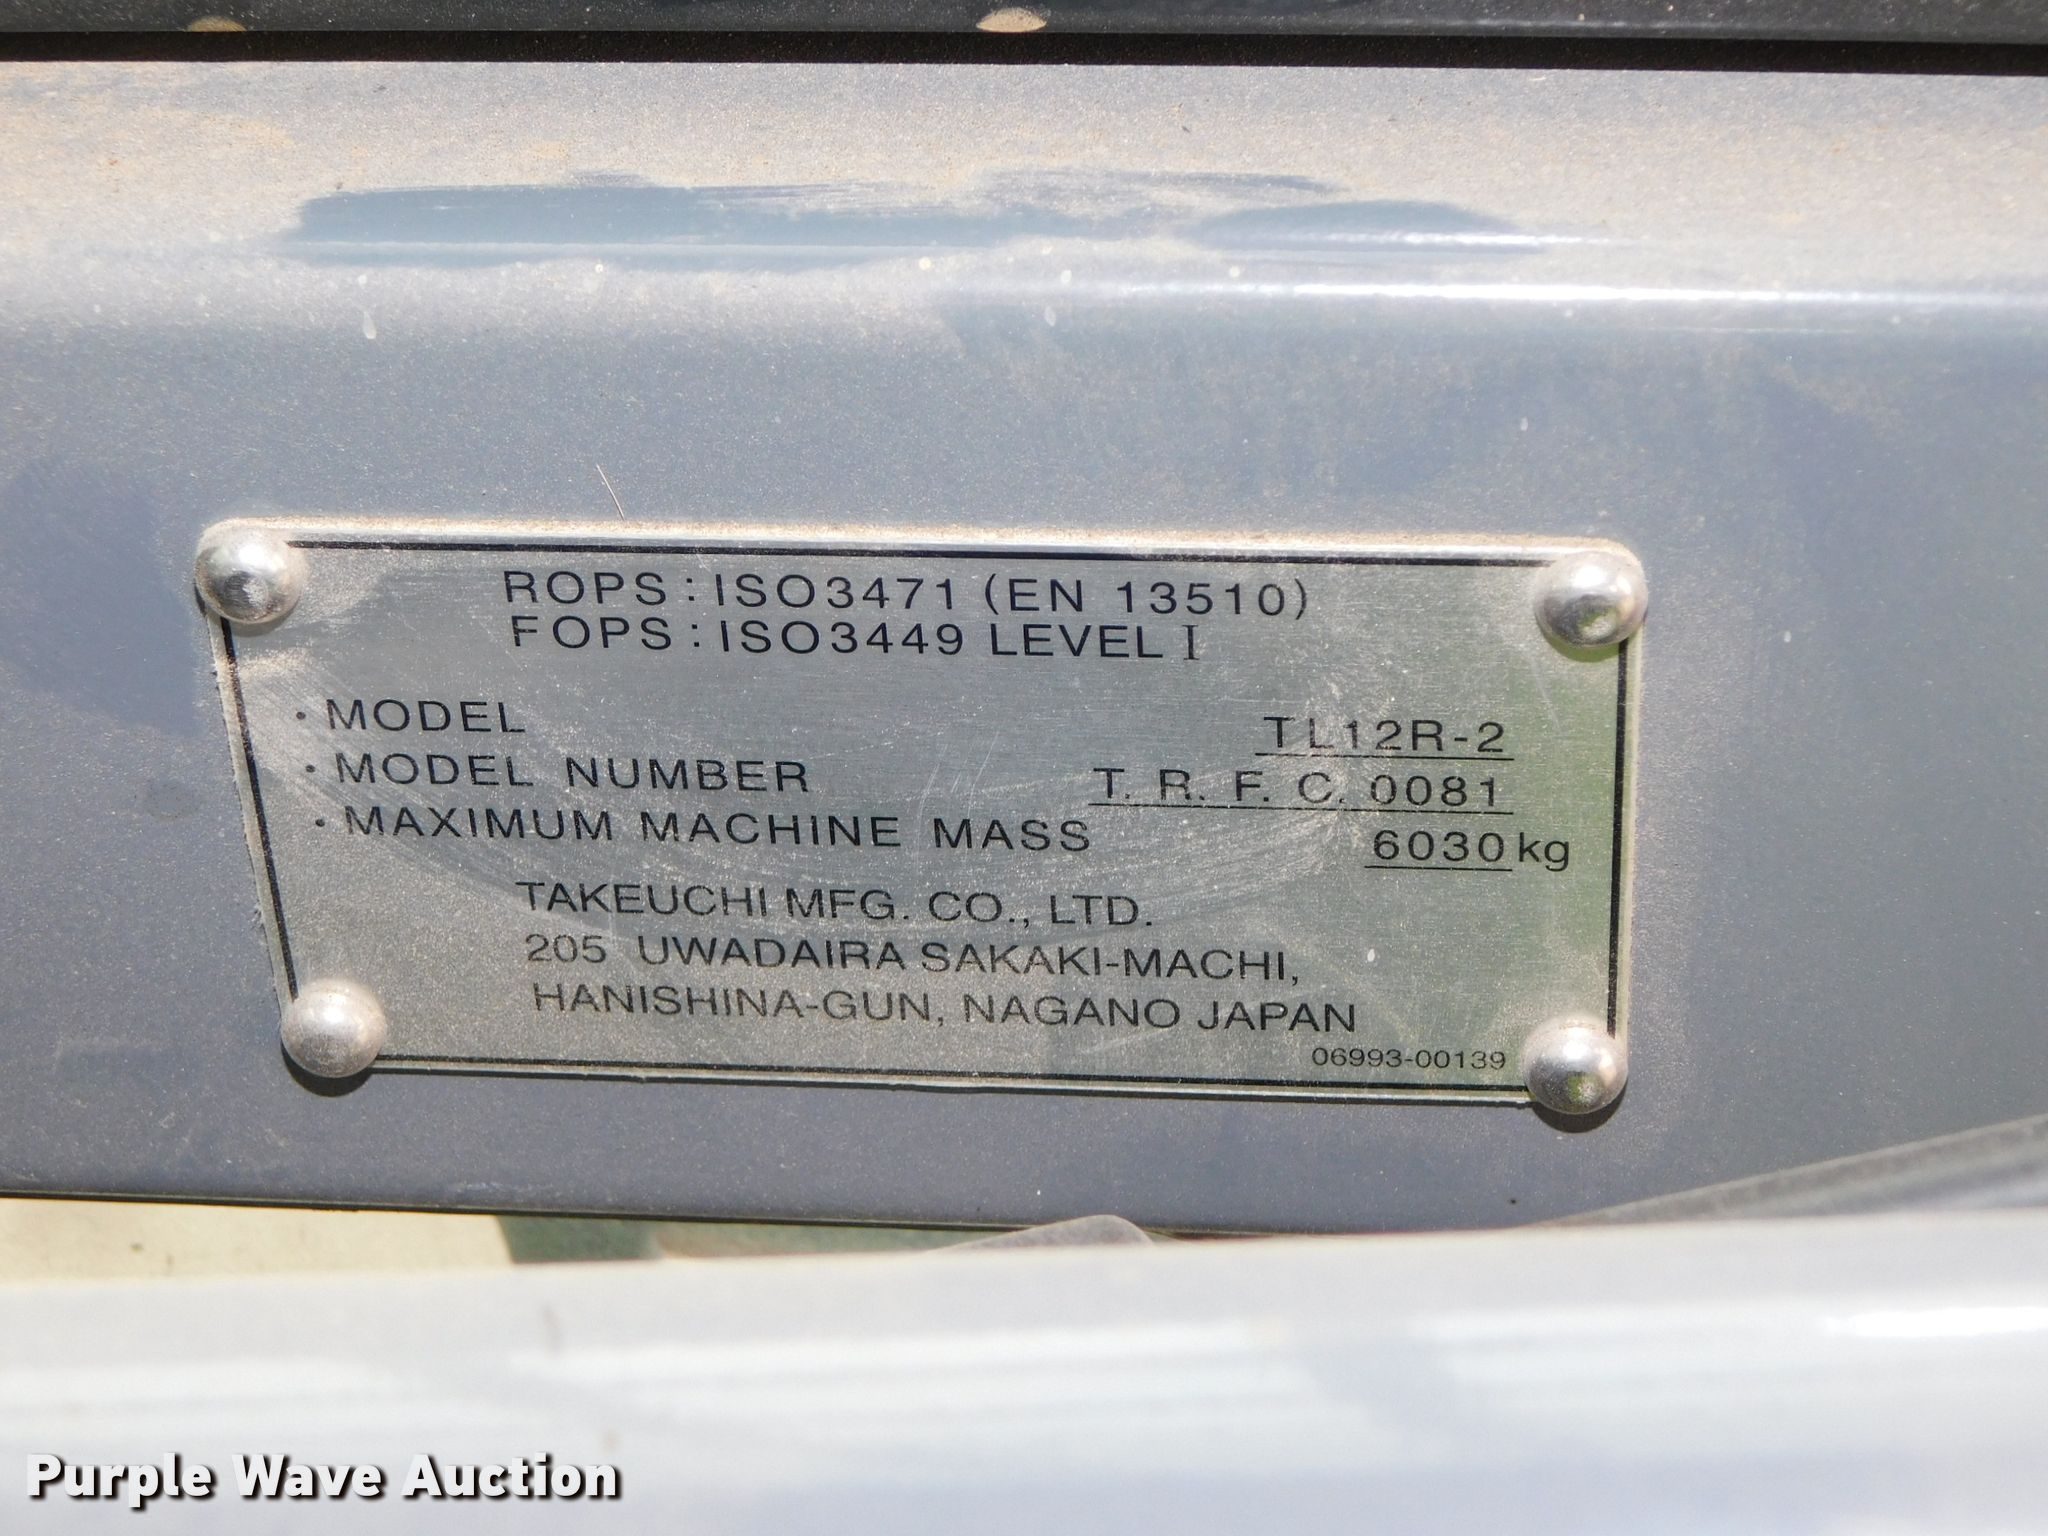 ROPS : ISO3471 (EN 13510)
FOPS : ISO3449 LEVEL I
・MODEL TL12R-2
・MODEL NUMBER T. R. F. C. 0081
・MAXIMUM MACHINE MASS 6030 kg
TAKEUCHI MFG. CO., LTD.
205 UWADAIRA SAKAKI-MACHI,
HANISHINA-GUN, NAGANO JAPAN
06993-00139
Purple Wave Auction